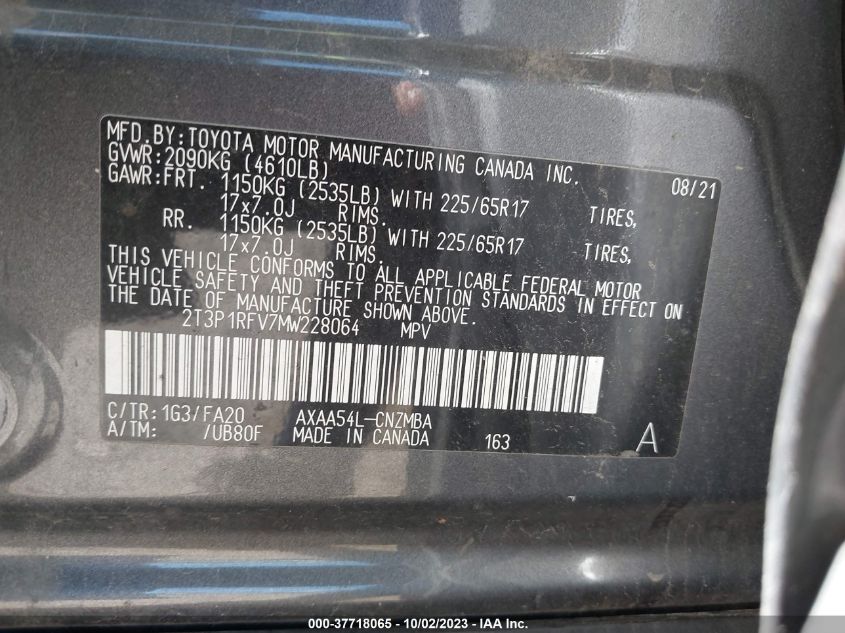 MFD.BY:TOYOTA MOTOR MANUFACTURING CANADA INC. 08/21
GVWR:2090KG (4610LB)
GAWR:FRT. 1150KG (2535LB) WITH 225/65R17 TIRES,
17x7.0J RIMS.
RR. 1150KG (2535LB) WITH 225/65R17 TIRES,
17x7.0J RIMS.
THIS VEHICLE CONFORMS TO ALL APPLICABLE FEDERAL MOTOR
VEHICLE SAFETY AND THEFT PREVENTION STANDARDS IN EFFECT ON
THE DATE OF MANUFACTURE SHOWN ABOVE.
2T3P1RFV7MW228064 MPV
C/TR:1G3/FA20 AXAA54L-CNZMBA
A/TM: /UB80F MADE IN CANADA 163 A
000-37718065 - 10/02/2023 - IAA Inc.